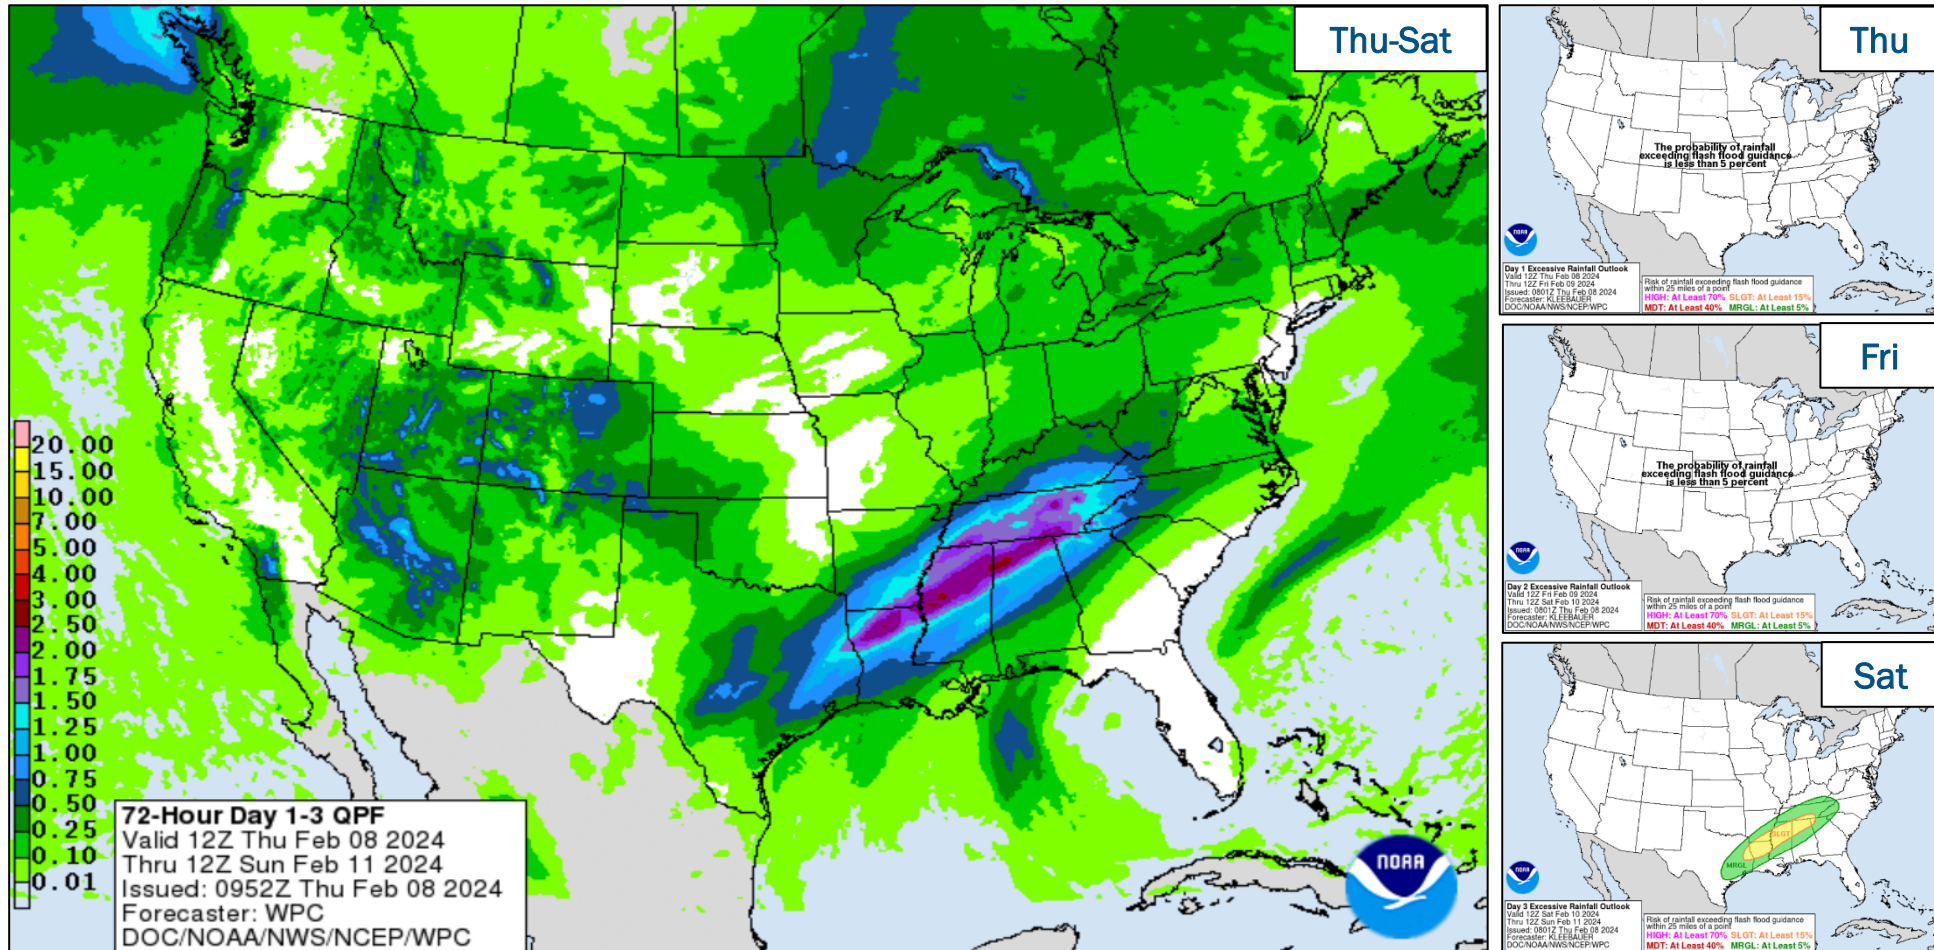 Thu-Sat
20.00
15.00
10.00
7.00
5.00
4.00
3.00
2.50
2.00
1.75
1.50
1.25
1.00
0.75
0.50
0.25
0.10
0.01
72-Hour Day 1-3 QPF
Valid 12Z Thu Feb 08 2024
Thru 12Z Sun Feb 11 2024
Issued: 0952Z Thu Feb 08 2024
Forecaster: WPC
DOC/NOAA/NWS/NCEP/WPC
NOAA
Thu
The probability of rainfall
exceeding flash flood guidance
is less than 5 percent
NOAA
Day 1 Excessive Rainfall Outlook
Valid 12Z Thu Feb 08 2024
Thru 12Z Fri Feb 09 2024
Issued: 0801Z Thu Feb 08 2024
Forecaster: KLEEBAUER
DOC/NOAA/NWS/NCEP/WPC
Risk of rainfall exceeding flash flood guidance
within 25 miles of a point
HIGH: At Least 70% SLGT: At Least 15%
MDT: At Least 40% MRGL: At Least 5%
Fri
The probability of rainfall
exceeding flash flood guidance
is less than 5 percent
NOAA
Day 2 Excessive Rainfall Outlook
Valid 12Z Fri Feb 09 2024
Thru 12Z Sat Feb 10 2024
Issued: 0801Z Thu Feb 08 2024
Forecaster: KLEEBAUER
DOC/NOAA/NWS/NCEP/WPC
Risk of rainfall exceeding flash flood guidance
within 25 miles of a point
HIGH: At Least 70% SLGT: At Least 15%
MDT: At Least 40% MRGL: At Least 5%
Sat
SLGT
MRGL
NOAA
Day 3 Excessive Rainfall Outlook
Valid 12Z Sat Feb 10 2024
Thru 12Z Sun Feb 11 2024
Issued: 0801Z Thu Feb 08 2024
Forecaster: KLEEBAUER
DOC/NOAA/NWS/NCEP/WPC
Risk of rainfall exceeding flash flood guidance
within 25 miles of a point
HIGH: At Least 70% SLGT: At Least 15%
MDT: At Least 40% MRGL: At Least 5%